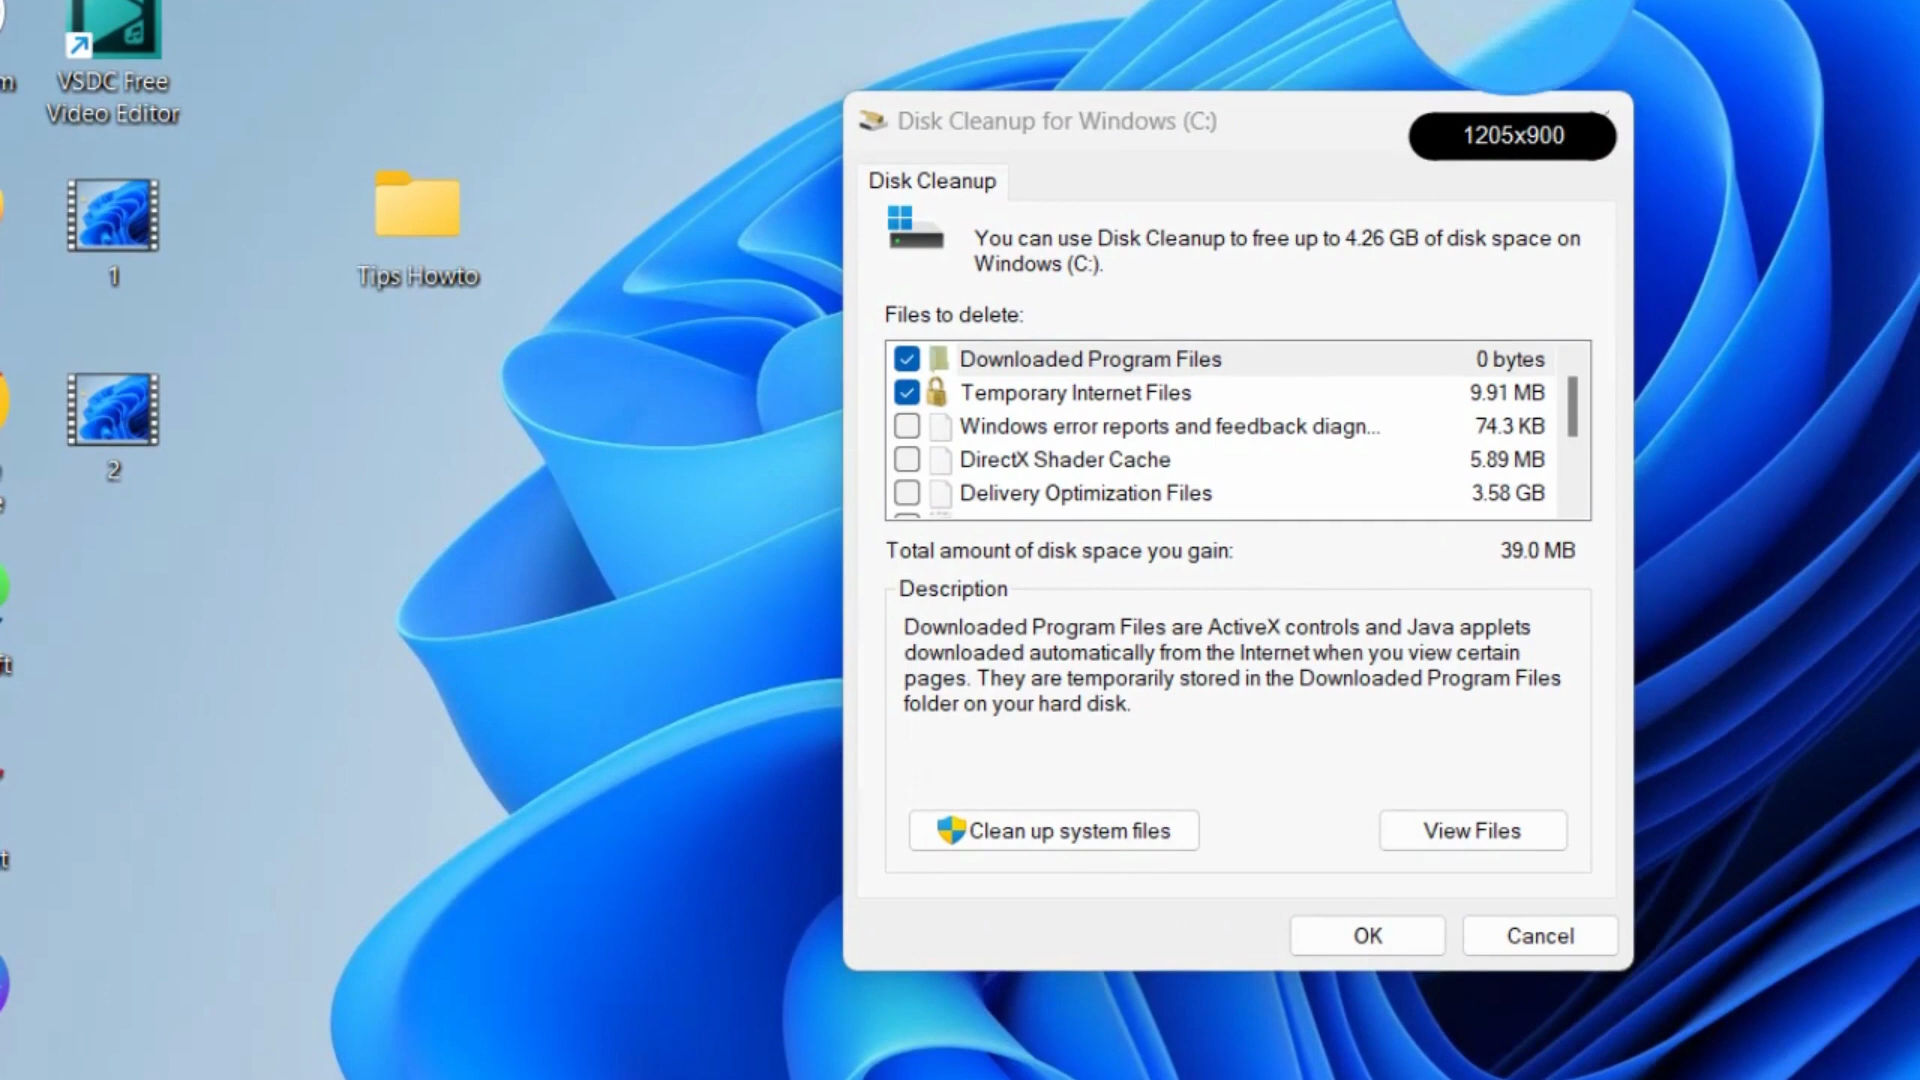 VSDC Free
Video Editor
1
Tips Howto
2
Disk Cleanup for Windows (C:)
1205x900
Disk Cleanup
You can use Disk Cleanup to free up to 4.26 GB of disk space on
Windows (C:).
Files to delete:
Downloaded Program Files 0 bytes
Temporary Internet Files 9.91 MB
Windows error reports and feedback diagn... 74.3 KB
DirectX Shader Cache 5.89 MB
Delivery Optimization Files 3.58 GB
Total amount of disk space you gain: 39.0 MB
Description
Downloaded Program Files are ActiveX controls and Java applets
downloaded automatically from the Internet when you view certain
pages. They are temporarily stored in the Downloaded Program Files
folder on your hard disk.
Clean up system files
View Files
OK
Cancel